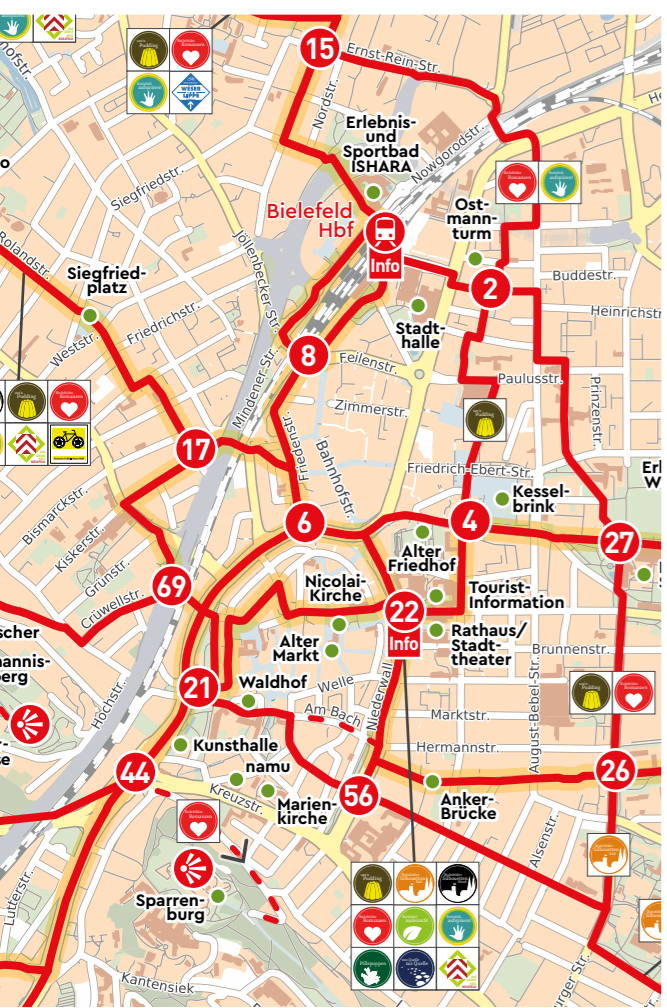 15
Ernst-Rein-Str.
Nordstr.
Erlebnis-
und
Sportbad
ISHARA
Nowgorodstr.
Siegfriedstr.
Bielefeld
Hbf
Info
Ost-
mann-
turm
Rolandstr.
Jöllenbecker Str.
Siegfried-
platz
2
Buddestr.
Heinrichstr.
Friedrichstr.
Weststr.
Stadt-
halle
8
Feilenstr.
Mindener Str.
Paulusstr.
Prinzenstr.
Zimmerstr.
Friedenstr.
Bahnhofstr.
17
Friedrich-Ebert-Str.
Bismarckstr.
Kessel-
brink
6
4
27
Kiskerstr.
Grünstr.
Crüwellstr.
69
Alter
Friedhof
Nicolai-
Kirche
22
Info
Tourist-
Information
Alter
Markt
Rathaus/
Stadt-
theater
Brunnenstr.
August-Bebel-Str.
Höchstr.
21
Waldhof
Welle
Am Bach
Niederwall
Marktstr.
Hermannstr.
Kunsthalle
namu
44
Kreuzstr.
Marien-
kirche
56
Anker-
Brücke
26
Alsenstr.
Sparren-
burg
Lutterstr.
Kantensiek